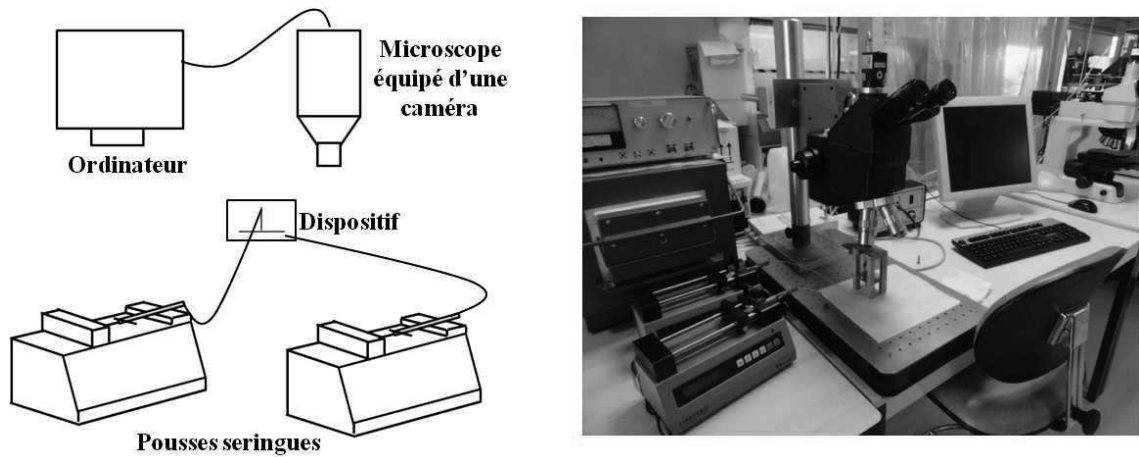 Microscope
équipé d'une
caméra
Ordinateur
Dispositif
Pousses seringues